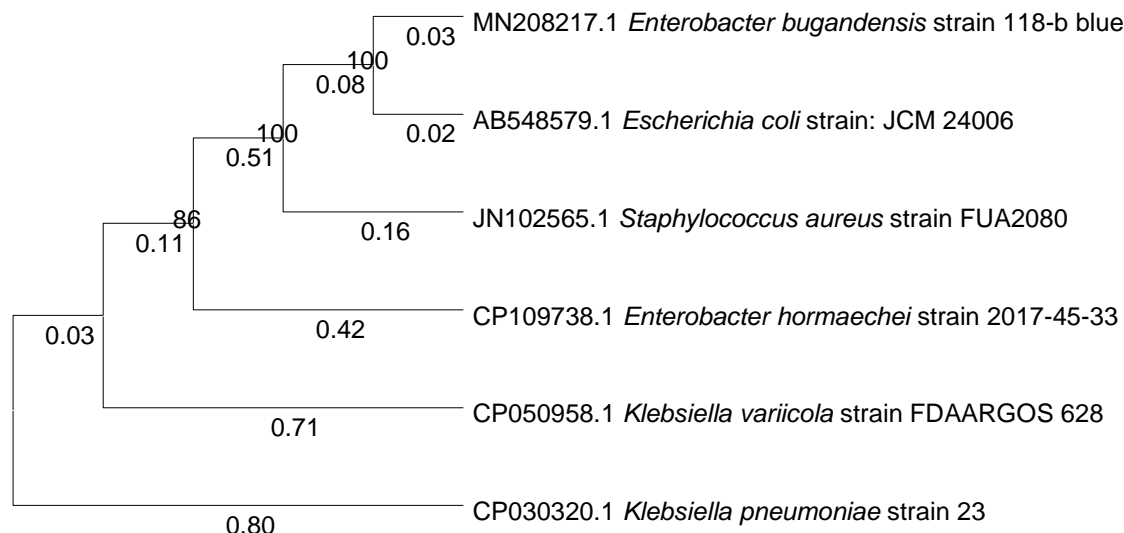 MN208217.1 Enterobacter bugandensis strain 118-b blue
0.03
100
0.08
AB548579.1 Escherichia coli strain: JCM 24006
0.02
100
0.51
JN102565.1 Staphylococcus aureus strain FUA2080
0.16
86
0.11
CP109738.1 Enterobacter hormaechei strain 2017-45-33
0.42
0.03
CP050958.1 Klebsiella variicola strain FDAARGOS 628
0.71
CP030320.1 Klebsiella pneumoniae strain 23
0.80